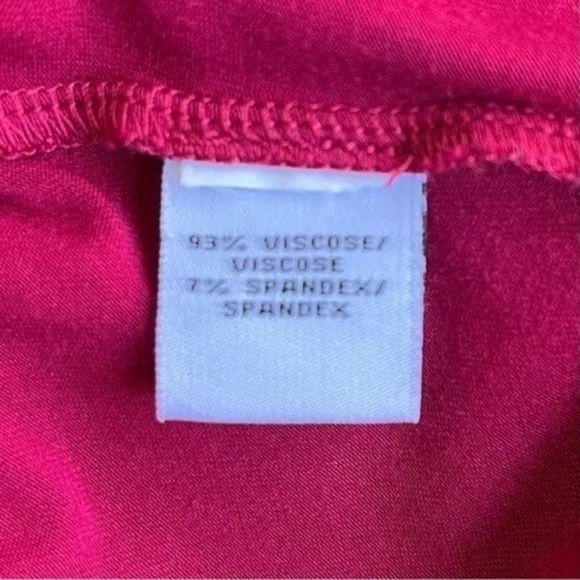 93% VISCOSE/
VISCOSE
7% SPANDEX/
SPANDEX